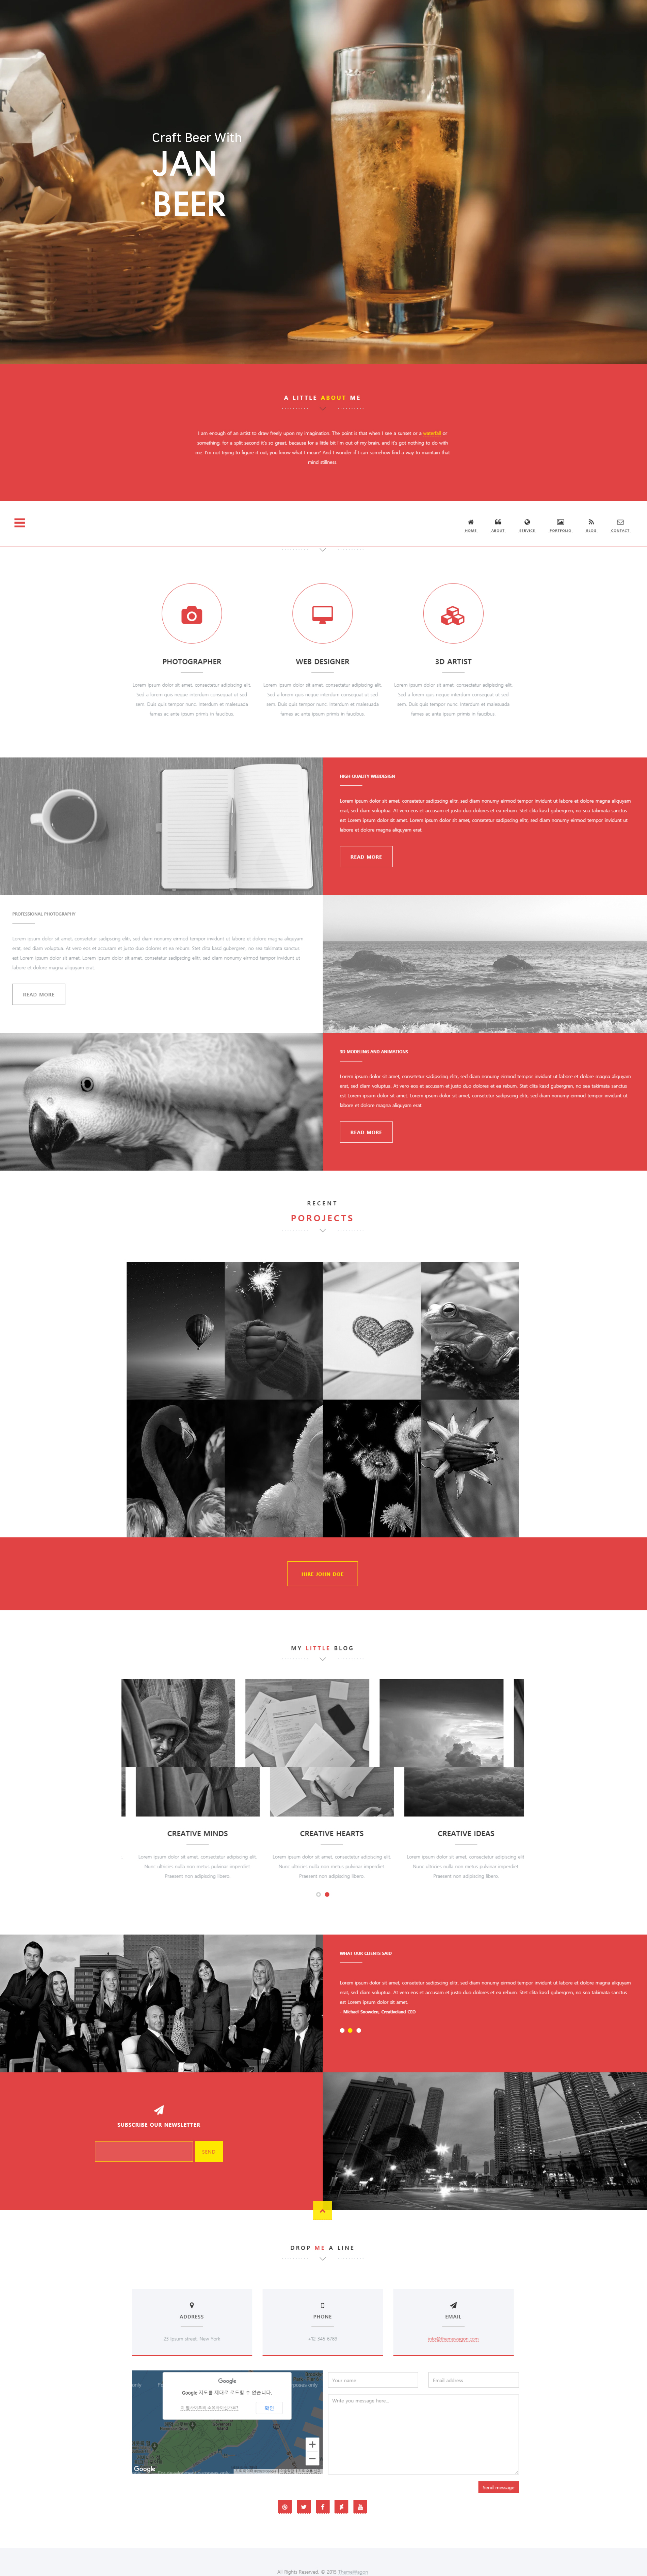 Craft Beer With
JAN
BEER
A LITTLE ABOUT ME
I am enough of an artist to draw freely upon my imagination. The point is that when I see a sunset or a waterfall or
something, for a split second it's so great, because for a little bit I'm out of my brain, and it's got nothing to do with
me. I'm not trying to figure it out, you know what I mean? And I wonder if I can somehow find a way to maintain that
mind stillness.
HOME ABOUT SERVICE PORTFOLIO BLOG CONTACT
PHOTOGRAPHER
Lorem ipsum dolor sit amet, consectetur adipiscing elit.
Sed a lorem quis neque interdum consequat ut sed
sem. Duis quis tempor nunc. Interdum et malesuada
fames ac ante ipsum primis in faucibus.
WEB DESIGNER
Lorem ipsum dolor sit amet, consectetur adipiscing elit.
Sed a lorem quis neque interdum consequat ut sed
sem. Duis quis tempor nunc. Interdum et malesuada
fames ac ante ipsum primis in faucibus.
3D ARTIST
Lorem ipsum dolor sit amet, consectetur adipiscing elit.
Sed a lorem quis neque interdum consequat ut sed
sem. Duis quis tempor nunc. Interdum et malesuada
fames ac ante ipsum primis in faucibus.
HIGH QUALITY WEBDESIGN
Lorem ipsum dolor sit amet, consetetur sadipscing elitr, sed diam nonumy eirmod tempor invidunt ut labore et dolore magna aliquyam
erat, sed diam voluptua. At vero eos et accusam et justo duo dolores et ea rebum. Stet clita kasd gubergren, no sea takimata sanctus
est Lorem ipsum dolor sit amet. Lorem ipsum dolor sit amet, consetetur sadipscing elitr, sed diam nonumy eirmod tempor invidunt ut
labore et dolore magna aliquyam erat.
READ MORE
PROFESSIONAL PHOTOGRAPHY
Lorem ipsum dolor sit amet, consetetur sadipscing elitr, sed diam nonumy eirmod tempor invidunt ut labore et dolore magna aliquyam
erat, sed diam voluptua. At vero eos et accusam et justo duo dolores et ea rebum. Stet clita kasd gubergren, no sea takimata sanctus
est Lorem ipsum dolor sit amet. Lorem ipsum dolor sit amet, consetetur sadipscing elitr, sed diam nonumy eirmod tempor invidunt ut
labore et dolore magna aliquyam erat.
READ MORE
3D MODELING AND ANIMATIONS
Lorem ipsum dolor sit amet, consetetur sadipscing elitr, sed diam nonumy eirmod tempor invidunt ut labore et dolore magna aliquyam
erat, sed diam voluptua. At vero eos et accusam et justo duo dolores et ea rebum. Stet clita kasd gubergren, no sea takimata sanctus
est Lorem ipsum dolor sit amet. Lorem ipsum dolor sit amet, consetetur sadipscing elitr, sed diam nonumy eirmod tempor invidunt ut
labore et dolore magna aliquyam erat.
READ MORE
RECENT
POROJECTS
HIRE JOHN DOE
MY LITTLE BLOG
CREATIVE MINDS
Lorem ipsum dolor sit amet, consectetur adipiscing elit.
Nunc ultricies nulla non metus pulvinar imperdiet.
Praesent non adipiscing libero.
CREATIVE HEARTS
Lorem ipsum dolor sit amet, consectetur adipiscing elit.
Nunc ultricies nulla non metus pulvinar imperdiet.
Praesent non adipiscing libero.
CREATIVE IDEAS
Lorem ipsum dolor sit amet, consectetur adipiscing elit.
Nunc ultricies nulla non metus pulvinar imperdiet.
Praesent non adipiscing libero.
WHAT OUR CLIENTS SAID
Lorem ipsum dolor sit amet, consetetur sadipscing elitr, sed diam nonumy eirmod tempor invidunt ut labore et dolore magna aliquyam
erat, sed diam voluptua. At vero eos et accusam et justo duo dolores et ea rebum. Stet clita kasd gubergren, no sea takimata sanctus
est Lorem ipsum dolor sit amet.
SUBSCRIBE OUR NEWSLETTER
SEND
DROP ME A LINE
ADDRESS
23 Ipsum street, New York
PHONE
+12 345 6789
EMAIL
info@themewagon.com
Google
Google 지도를 제대로 로드할 수 없습니다.
이 웹사이트의 소유자이신가요?
확인
Google
Your name
Email address
Write you message here...
Send message
All Rights Reserved. © 2015 ThemeWagon